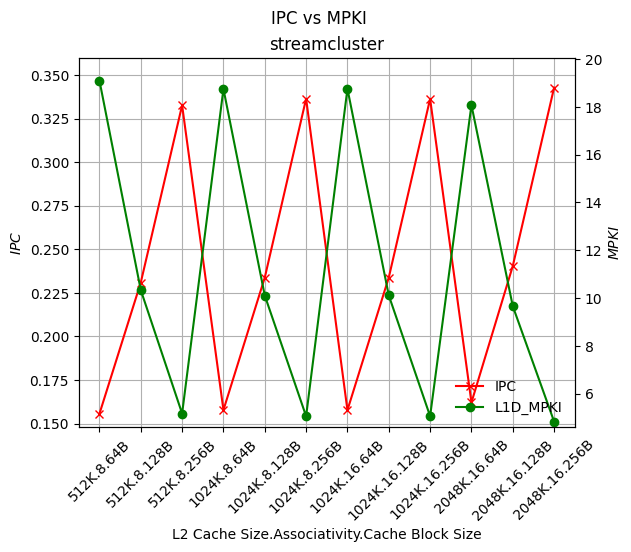 IPC vs MPKI
streamcluster
0.350
0.325
0.300
0.275
0.250
0.225
0.200
0.175
0.150
IPC
20
18
16
14
12
10
8
6
MPKI
IPC
L1D_MPKI
512K.8.64B
512K.8.128B
512K.8.256B
1024K.8.64B
1024K.8.128B
1024K.8.256B
1024K.16.64B
1024K.16.128B
1024K.16.256B
2048K.16.64B
2048K.16.128B
2048K.16.256B
L2 Cache Size.Associativity.Cache Block Size